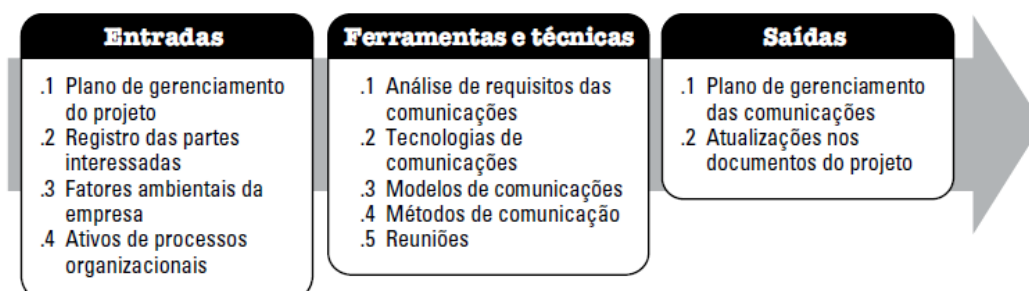 Entradas
.1 Plano de gerenciamento
do projeto
.2 Registro das partes
interessadas
.3 Fatores ambientais da
empresa
.4 Ativos de processos
organizacionais
Ferramentas e técnicas
.1 Análise de requisitos das
comunicações
.2 Tecnologias de
comunicações
.3 Modelos de comunicações
.4 Métodos de comunicação
.5 Reuniões
Saídas
.1 Plano de gerenciamento
das comunicações
.2 Atualizações nos
documentos do projeto